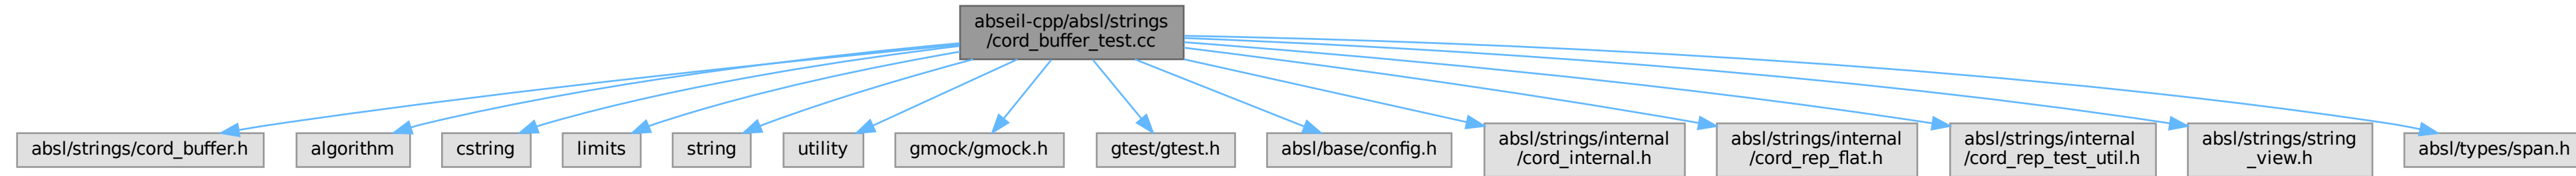 abseil-cpp/absl/strings
/cord_buffer_test.cc
absl/strings/cord_buffer.h
algorithm
cstring
limits
string
utility
gmock/gmock.h
gtest/gtest.h
absl/base/config.h
absl/strings/internal
/cord_internal.h
absl/strings/internal
/cord_rep_flat.h
absl/strings/internal
/cord_rep_test_util.h
absl/strings/string
_view.h
absl/types/span.h